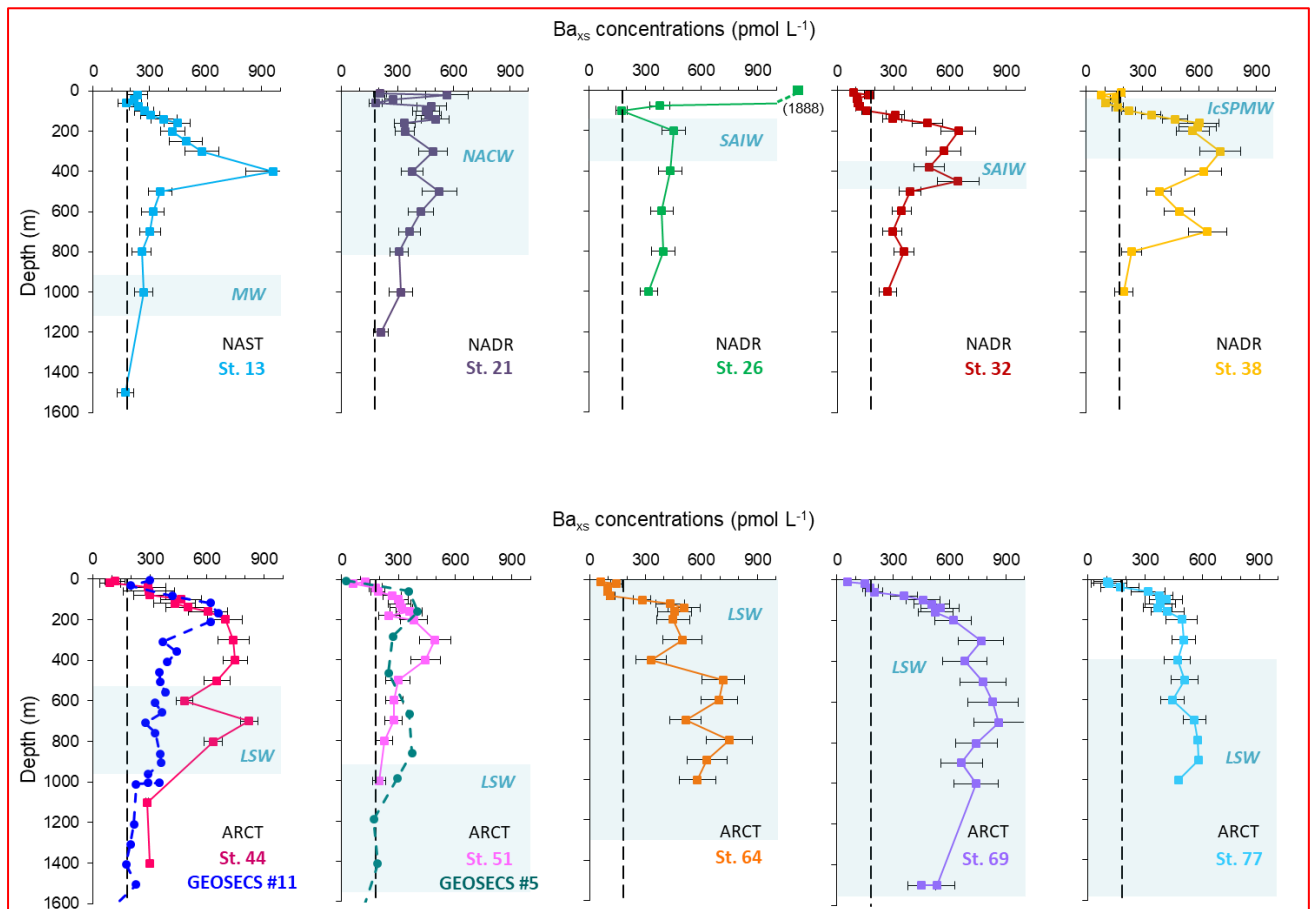 Baxs concentrations (pmol L-1)
0 300 600 900 0 300 600 900 0 300 600 900 0 300 600 900 0 300 600 900
0
200
400
600
800
1000
1200
1400
1600
Depth (m)
MW
NAST
St. 13
NACW
NADR
St. 21
(1888)
SAIW
NADR
St. 26
SAIW
NADR
St. 32
IcSPMW
NADR
St. 38
Baxs concentrations (pmol L-1)
0 300 600 900 0 300 600 900 0 300 600 900 0 300 600 900 0 300 600 900
0
200
400
600
800
1000
1200
1400
1600
Depth (m)
LSW
ARCT
St. 44
GEOSECS #11
LSW
ARCT
St. 51
GEOSECS #5
LSW
ARCT
St. 64
LSW
ARCT
St. 69
LSW
ARCT
St. 77